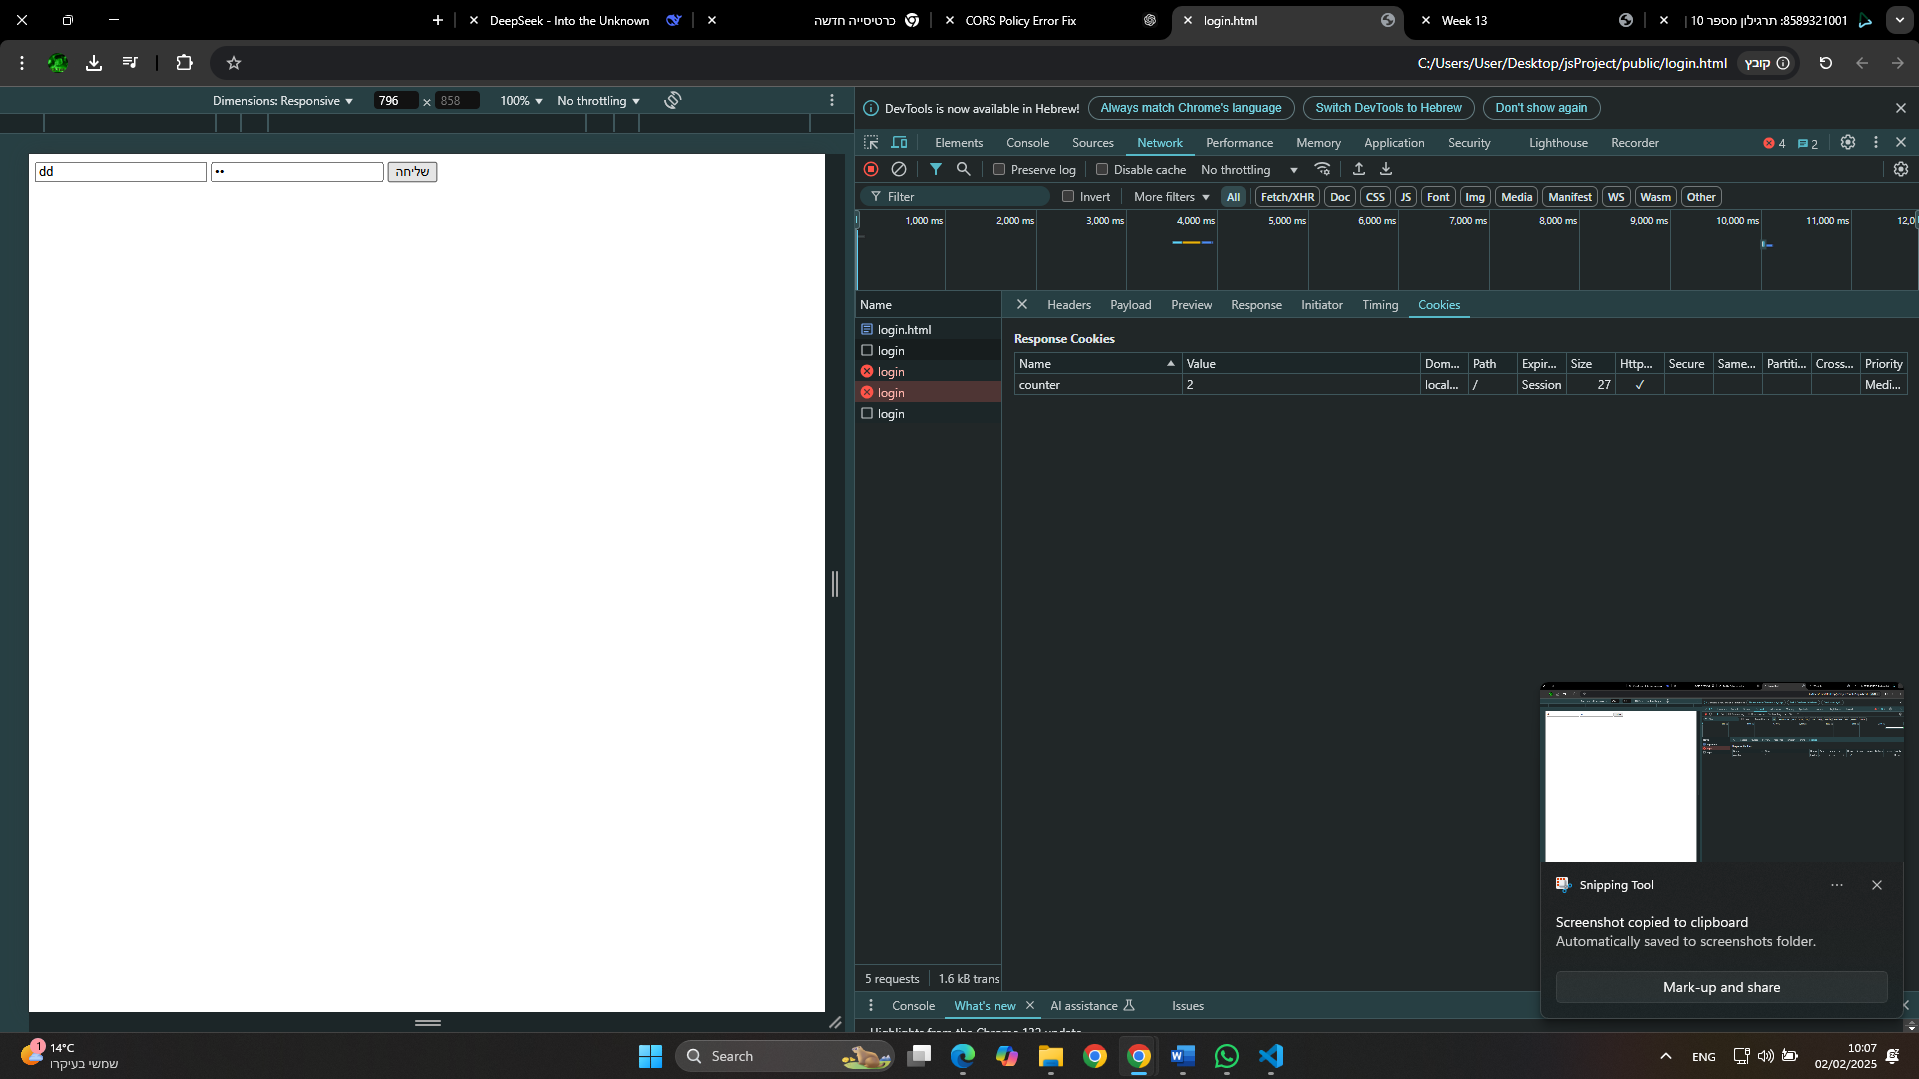 DeepSeek - Into the Unknown
כרטיסייה חדשה
CORS Policy Error Fix
login.html
Week 13
8589321001: תרגילון מספר 10
C:/Users/User/Desktop/jsProject/public/login.html
קובץ
Dimensions: Responsive
796 × 858
100%
No throttling
dd
••
שליחה
DevTools is now available in Hebrew!
Always match Chrome's language
Switch DevTools to Hebrew
Don't show again
Elements
Console
Sources
Network
Performance
Memory
Application
Security
Lighthouse
Recorder
4
2
Preserve log
Disable cache
No throttling
Filter
Invert
More filters
All
Fetch/XHR
Doc
CSS
JS
Font
Img
Media
Manifest
WS
Wasm
Other
1,000 ms
2,000 ms
3,000 ms
4,000 ms
5,000 ms
6,000 ms
7,000 ms
8,000 ms
9,000 ms
10,000 ms
11,000 ms
12,0
Name
login.html
login
login
login
login
Headers
Payload
Preview
Response
Initiator
Timing
Cookies
Response Cookies
Name Value Dom... Path Expir... Size Http... Secure Same... Partiti... Cross... Priority
counter 2 local... / Session 27 ✓ Medi...
5 requests
1.6 kB trans
Console
What's new
AI assistance
Issues
Highlights from the Chrome 132 update
Snipping Tool
Screenshot copied to clipboard
Automatically saved to screenshots folder.
Mark-up and share
1
14°C
שמשי בעיקרו
Search
ENG
10:07
02/02/2025